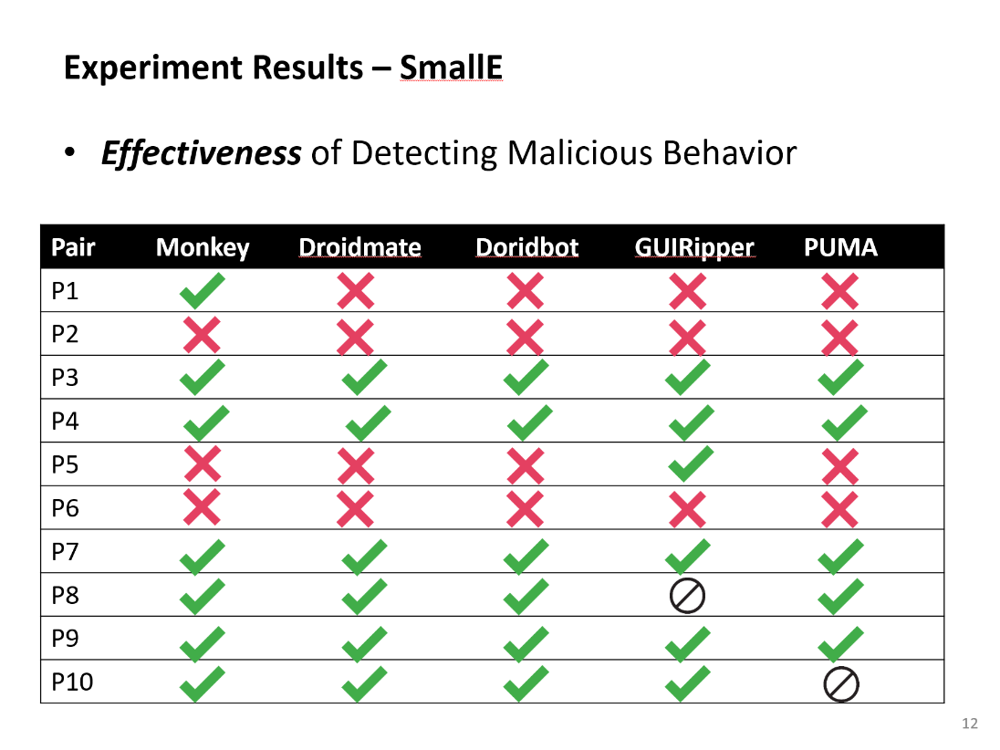 Experiment Results – SmallE
• Effectiveness of Detecting Malicious Behavior
Pair Monkey Droidmate Doridbot GUIRipper PUMA
P1
P2
P3
P4
P5
P6
P7
P8
P9
P10
12